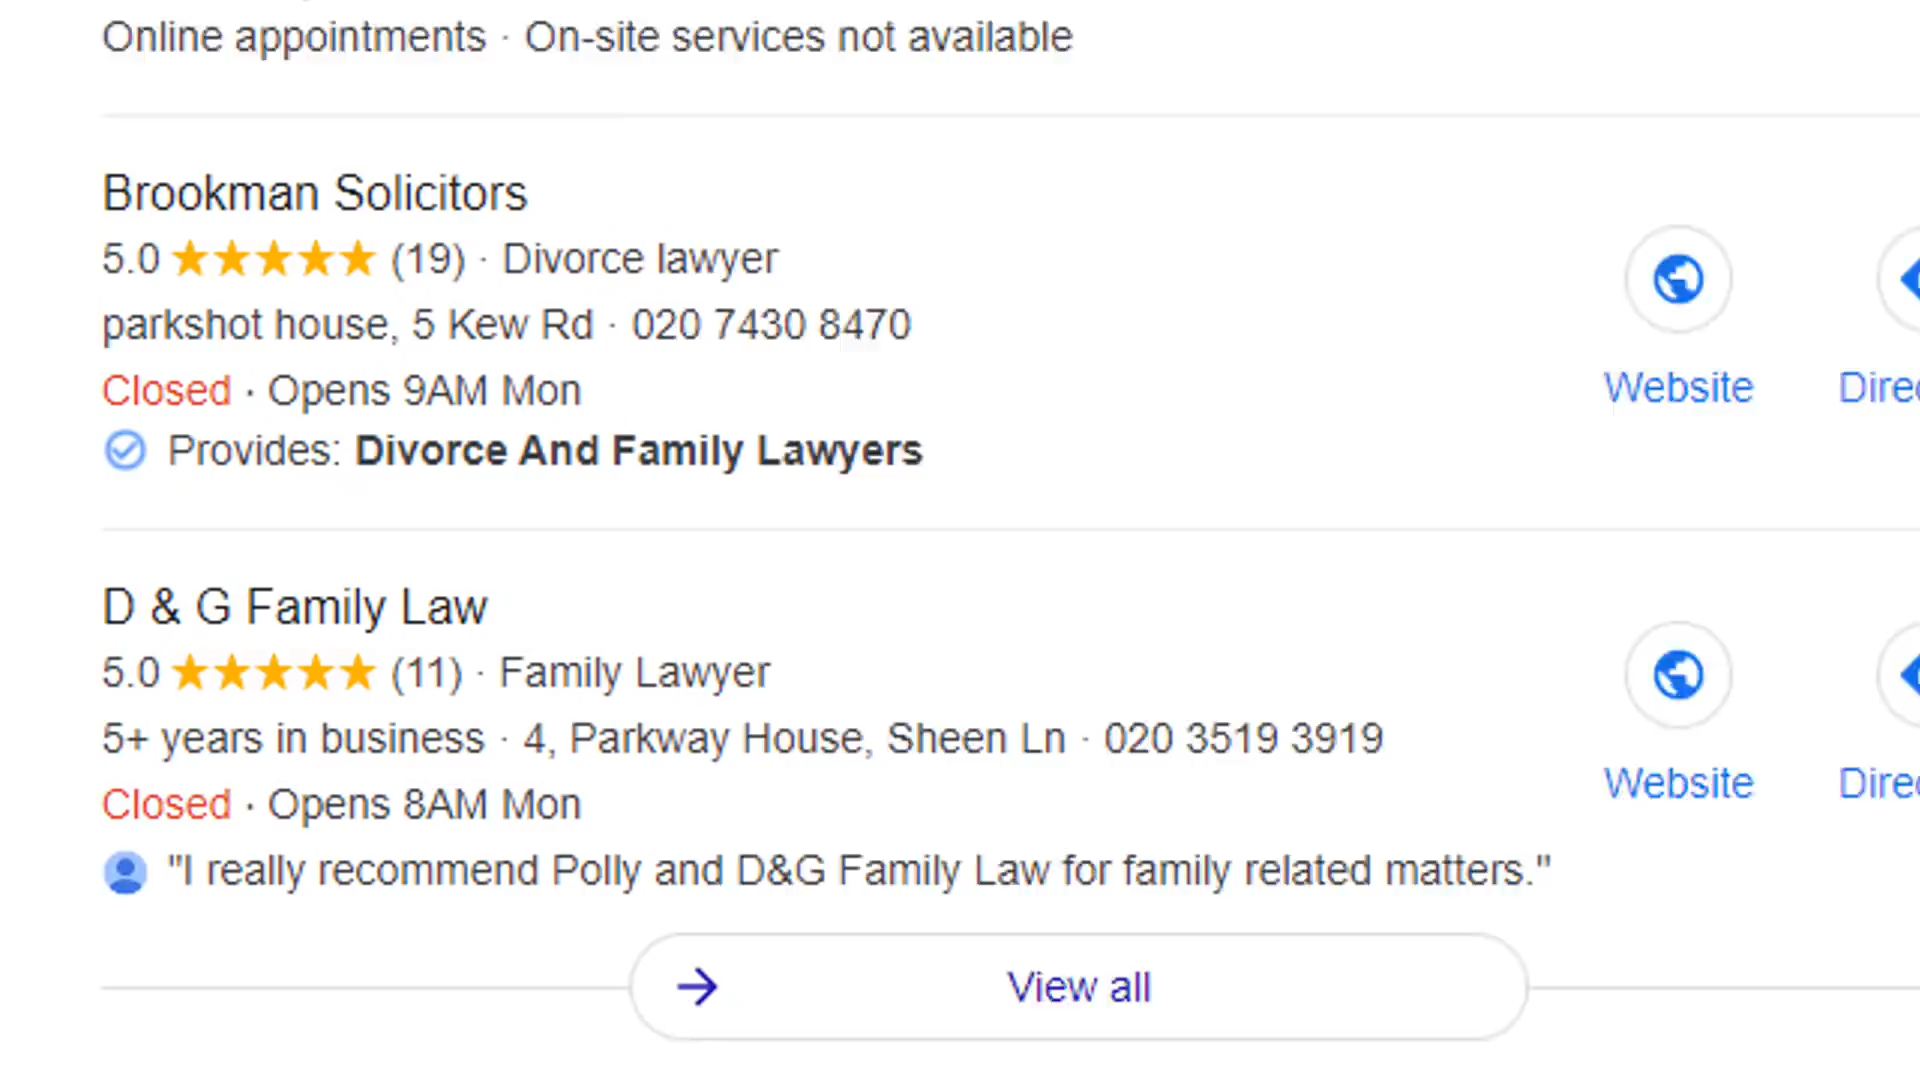 Online appointments · On-site services not available
Brookman Solicitors
5.0 ★★★★★ (19) · Divorce lawyer
parkshot house, 5 Kew Rd · 020 7430 8470
Closed · Opens 9AM Mon
Provides: Divorce And Family Lawyers
Website
Direc
D & G Family Law
5.0 ★★★★★ (11) · Family Lawyer
5+ years in business · 4, Parkway House, Sheen Ln · 020 3519 3919
Closed · Opens 8AM Mon
"I really recommend Polly and D&G Family Law for family related matters."
Website
Direc
View all